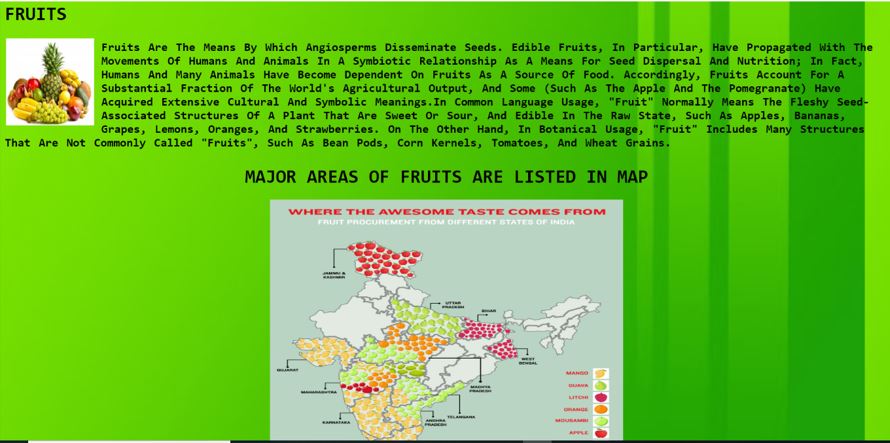 FRUITS
Fruits Are The Means By Which Angiosperms Disseminate Seeds. Edible Fruits, In Particular, Have Propagated With The
Movements Of Humans And Animals In A Symbiotic Relationship As A Means For Seed Dispersal And Nutrition; In Fact,
Humans And Many Animals Have Become Dependent On Fruits As A Source Of Food. Accordingly, Fruits Account For A
Substantial Fraction Of The World's Agricultural Output, And Some (Such As The Apple And The Pomegranate) Have
Acquired Extensive Cultural And Symbolic Meanings.In Common Language Usage, "Fruit" Normally Means The Fleshy Seed-
Associated Structures Of A Plant That Are Sweet Or Sour, And Edible In The Raw State, Such As Apples, Bananas,
Grapes, Lemons, Oranges, And Strawberries. On The Other Hand, In Botanical Usage, "Fruit" Includes Many Structures
That Are Not Commonly Called "Fruits", Such As Bean Pods, Corn Kernels, Tomatoes, And Wheat Grains.
MAJOR AREAS OF FRUITS ARE LISTED IN MAP
WHERE THE AWESOME TASTE COMES FROM
FRUIT PROCUREMENT FROM DIFFERENT STATES OF INDIA
JAMMU &
KASHMIR
UTTAR
PRADESH
BIHAR
WEST
BENGAL
GUJARAT
MAHARASHTRA
MADHYA
PRADESH
TELANGANA
ANDHRA
PRADESH
KARNATAKA
MANGO
GUAVA
LITCHI
ORANGE
MOUSAMBI
APPLE